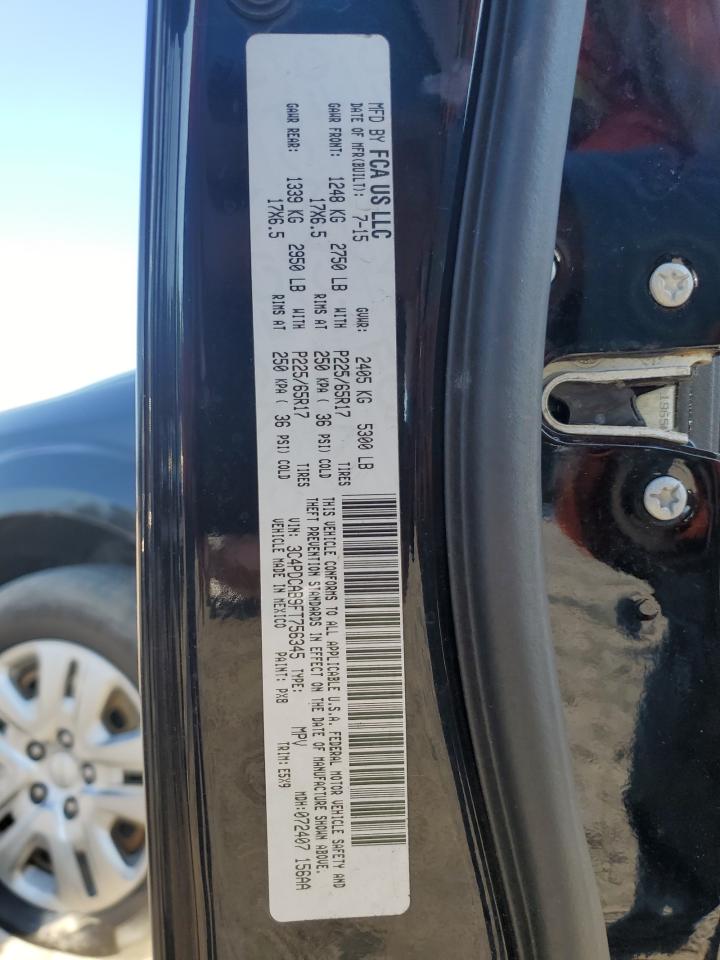 MFD BY FCA US LLC
DATE OF MFR(BUILT): 7-15 GVWR: 2405 KG 5300 LB
GAWR FRONT: 1248 KG 2750 LB WITH P225/65R17 TIRES
17X6.5 RIMS AT 250 KPA ( 36 PSI) COLD
GAWR REAR: 1339 KG 2950 LB WITH P225/65R17 TIRES
17X6.5 RIMS AT 250 KPA ( 36 PSI) COLD
THIS VEHICLE CONFORMS TO ALL APPLICABLE U.S.A. FEDERAL MOTOR VEHICLE SAFETY AND
THEFT PREVENTION STANDARDS IN EFFECT ON THE DATE OF MANUFACTURE SHOWN ABOVE.
VIN: 3C4PDCAB9FT756345 TYPE: MPV MDH:072407 156AA
VEHICLE MADE IN MEXICO PAINT: PX8 TRIM: E5X9